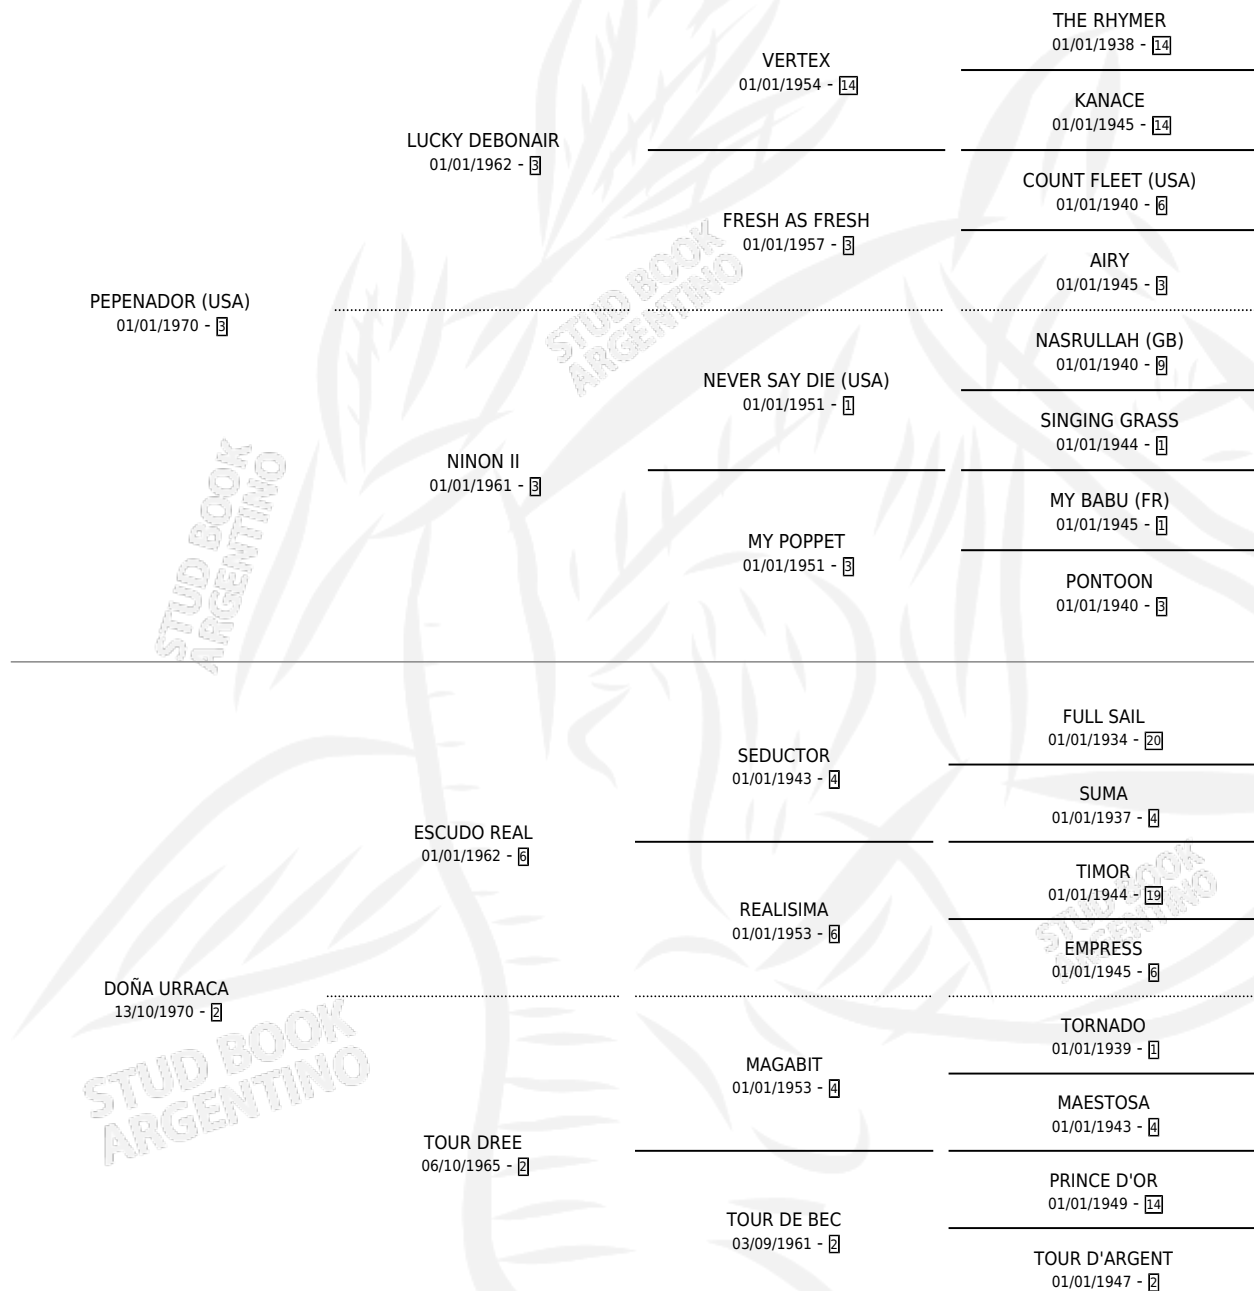 THE RHYMER
01/01/1938 - 14
VERTEX
01/01/1954 - 14
KANACE
01/01/1945 - 14
LUCKY DEBONAIR
01/01/1962 - 3
COUNT FLEET (USA)
01/01/1940 - 6
FRESH AS FRESH
01/01/1957 - 3
AIRY
01/01/1945 - 3
PEPENADOR (USA)
01/01/1970 - 3
STUD BOOK
ARGENTINO
NASRULLAH (GB)
01/01/1940 - 9
NEVER SAY DIE (USA)
01/01/1951 - 1
SINGING GRASS
01/01/1944 - 1
NINON II
01/01/1961 - 3
MY BABU (FR)
01/01/1945 - 1
MY POPPET
01/01/1951 - 3
PONTOON
01/01/1940 - 3
STUD BOOK
ARGENTINO
FULL SAIL
01/01/1934 - 20
SEDUCTOR
01/01/1943 - 4
SUMA
01/01/1937 - 4
ESCUDO REAL
01/01/1962 - 6
TIMOR
01/01/1944 - 19
REALISIMA
01/01/1953 - 6
EMPRESS
01/01/1945 - 6
STUD BOOK
ARGENTINO
DOÑA URRACA
13/10/1970 - 2
TORNADO
01/01/1939 - 1
MAGABIT
01/01/1953 - 4
MAESTOSA
01/01/1943 - 4
STUD BOOK
ARGENTINO
TOUR DREE
06/10/1965 - 2
PRINCE D'OR
01/01/1949 - 14
TOUR DE BEC
03/09/1961 - 2
TOUR D'ARGENT
01/01/1947 - 2